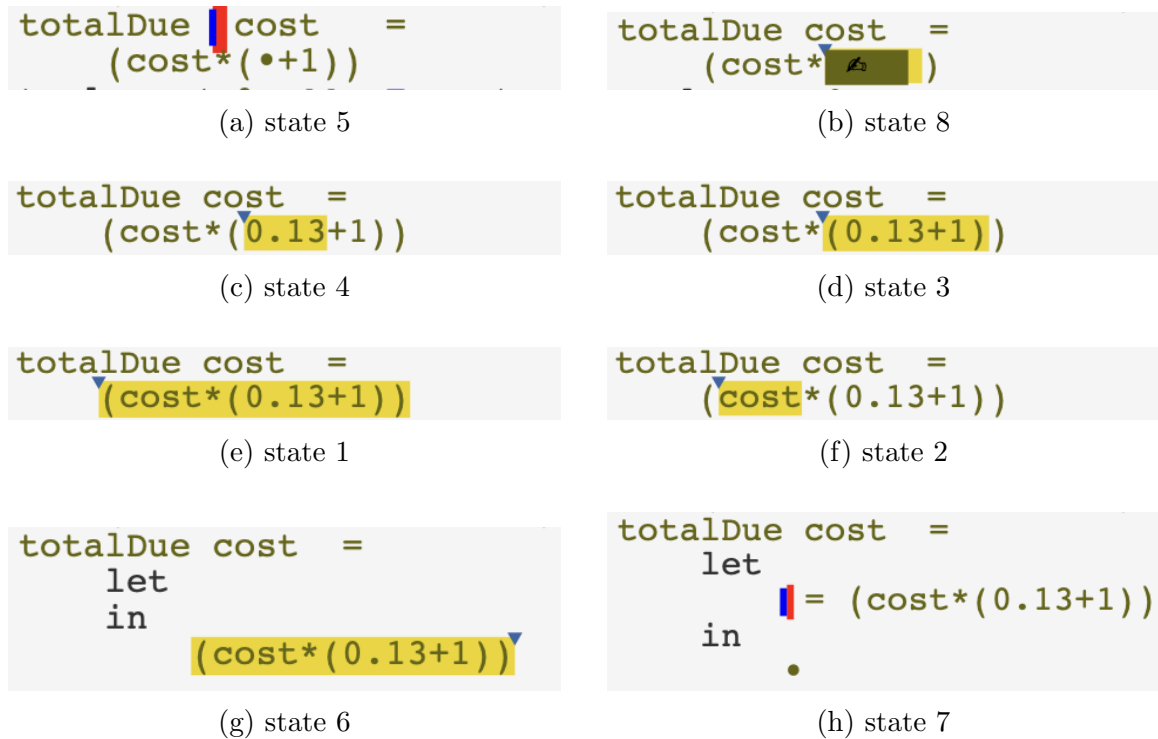 totalDue cost =
(cost*(•+1))
(a) state 5
totalDue cost =
(cost* ✍ )
(b) state 8
totalDue cost =
(cost*(0.13+1))
(c) state 4
totalDue cost =
(cost*(0.13+1))
(d) state 3
totalDue cost =
(cost*(0.13+1))
(e) state 1
totalDue cost =
(cost*(0.13+1))
(f) state 2
totalDue cost =
let
in
(cost*(0.13+1))
(g) state 6
totalDue cost =
let
= (cost*(0.13+1))
in
•
(h) state 7